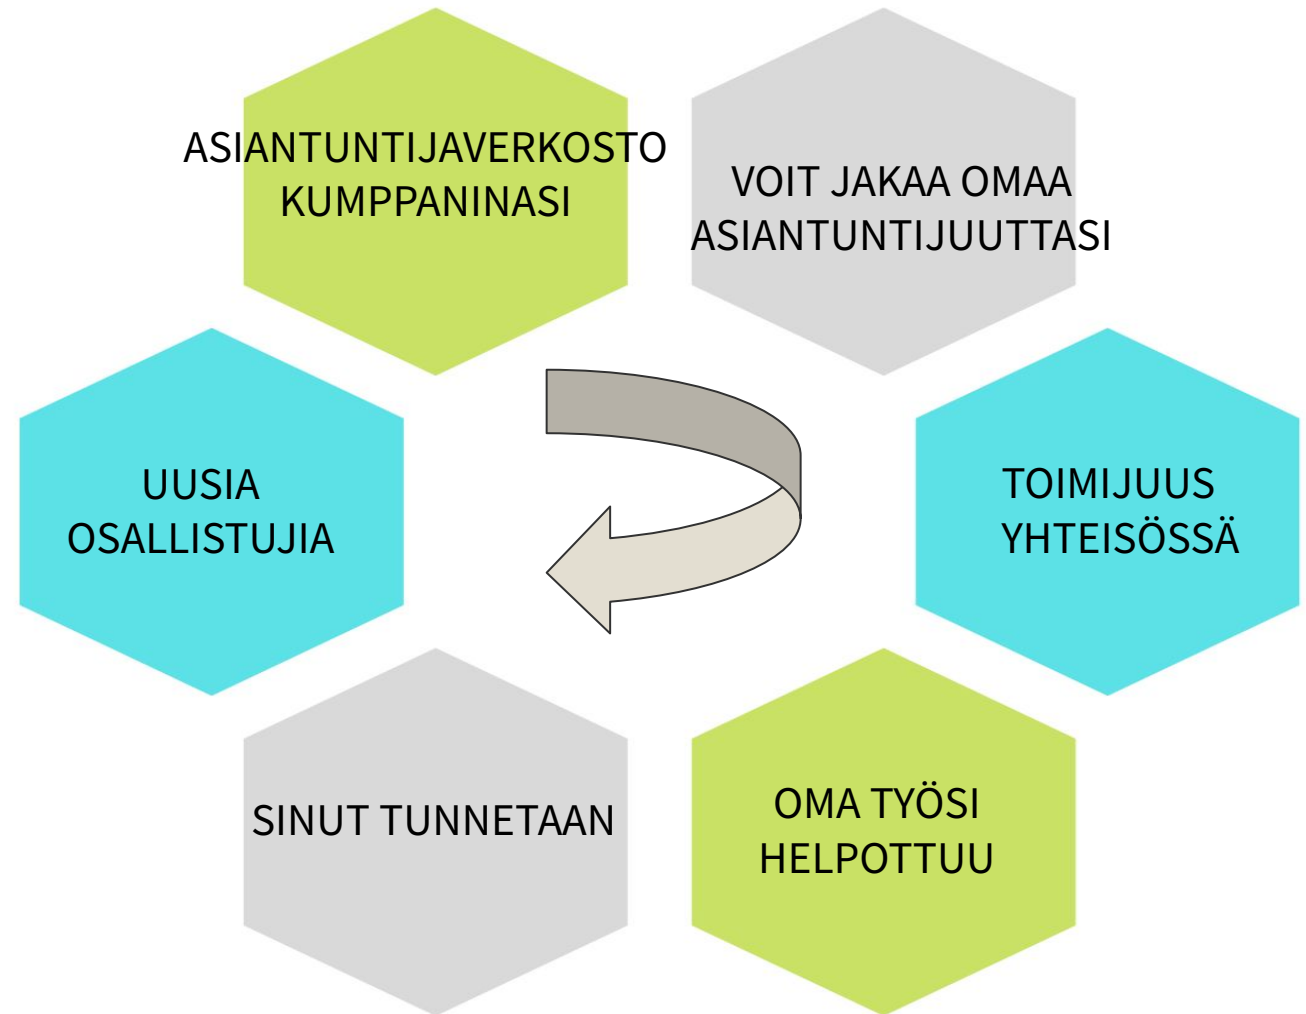 ASIANTUNTIJAVERKOSTO
KUMPPANINASI
VOIT JAKAA OMAA
ASIANTUNTIJUUTTASI
UUSIA
OSALLISTUJIA
TOIMIJUUS
YHTEISÖSSÄ
SINUT TUNNETAAN
OMA TYÖSI
HELPOTTUU